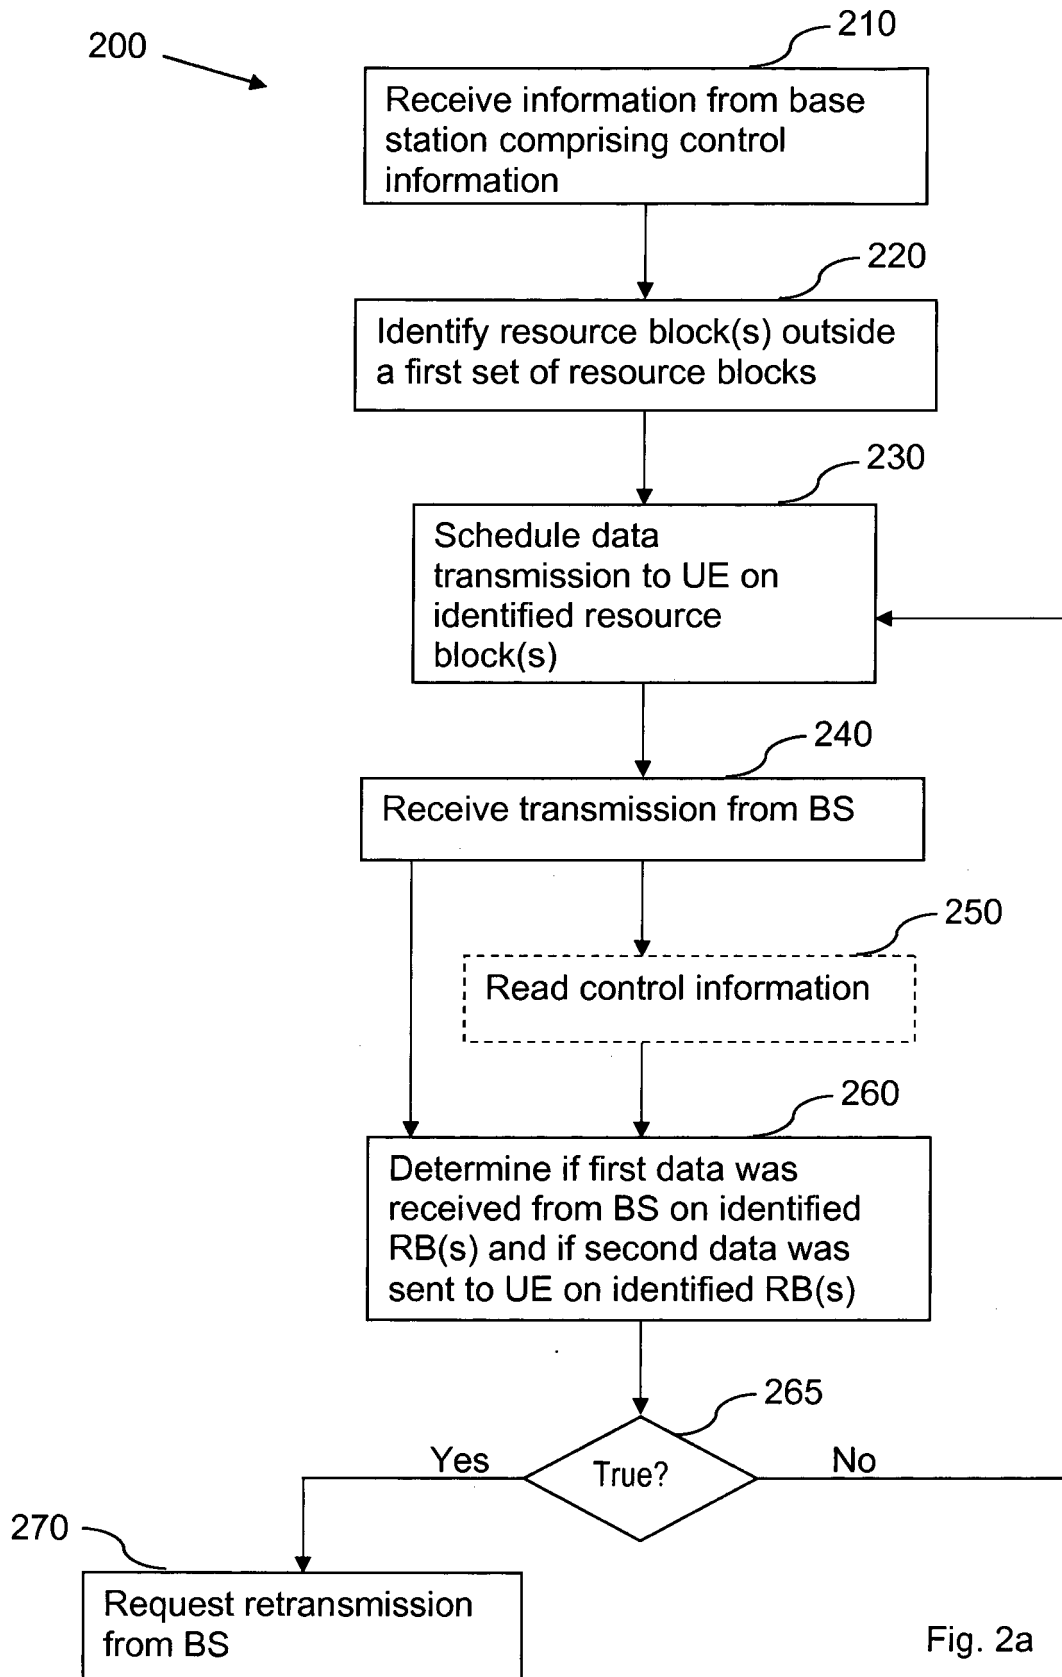 200
210
Receive information from base
station comprising control
information
220
Identify resource block(s) outside
a first set of resource blocks
230
Schedule data
transmission to UE on
identified resource
block(s)
240
Receive transmission from BS
250
Read control information
260
Determine if first data was
received from BS on identified
RB(s) and if second data was
sent to UE on identified RB(s)
265
Yes
True?
No
270
Request retransmission
from BS
Fig. 2a